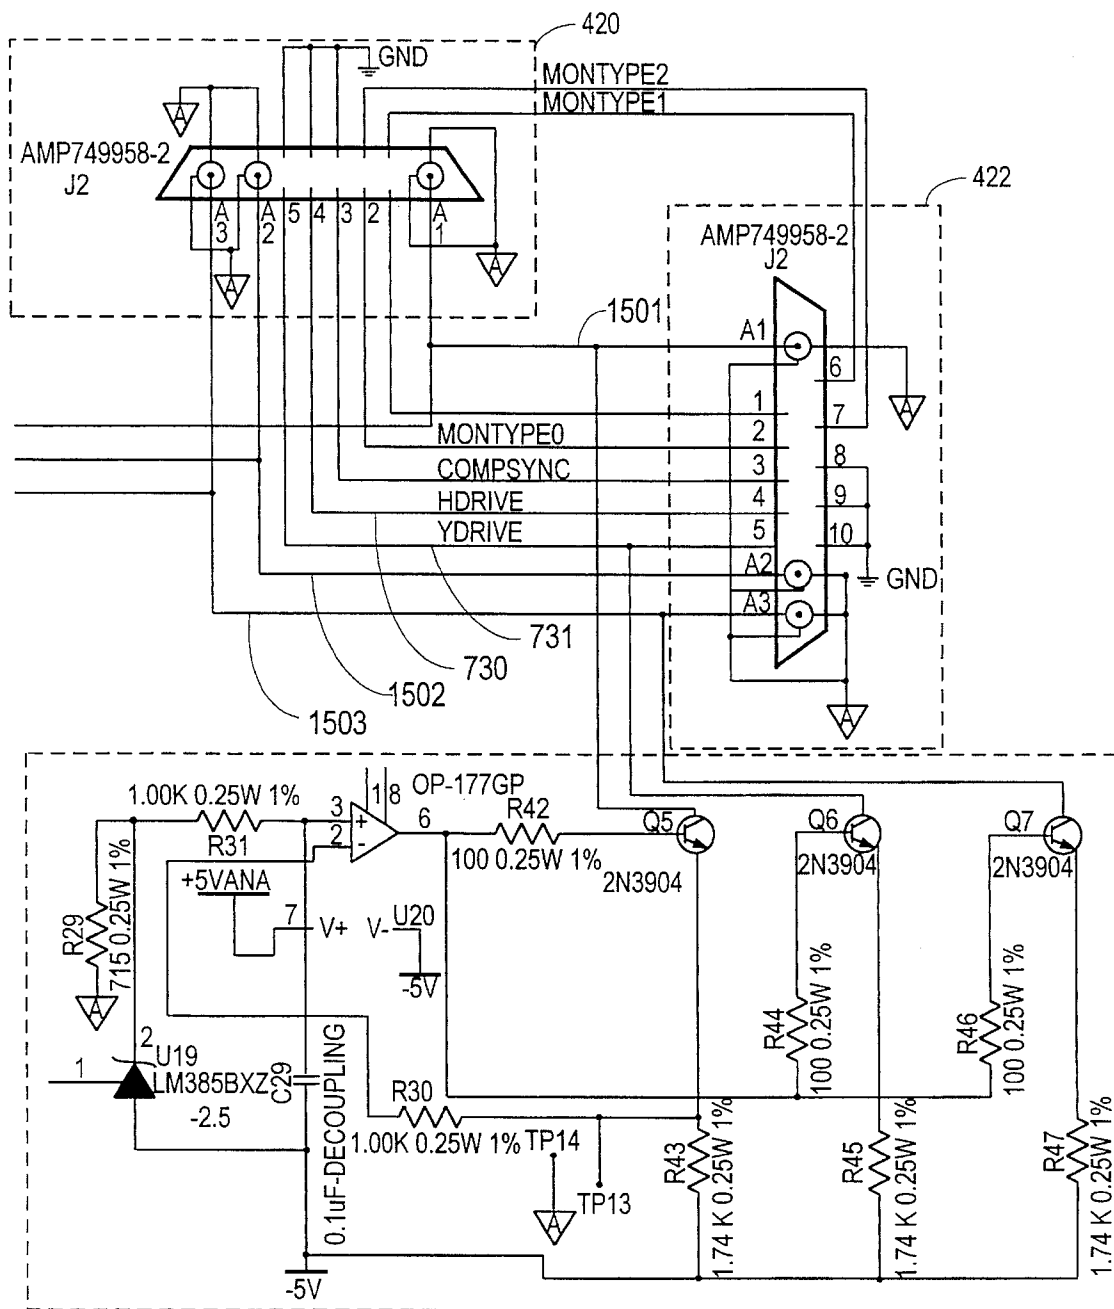 420
GND
MONTYPE2
MONTYPE1
A
AMP749958-2
J2
A3
A2
5
4
3
2
A1
A
A
422
AMP749958-2
J2
1501
A1
6
A
1
7
MONTYPE0
2
COMPSYNC
3
8
HDRIVE
4
9
YDRIVE
5
10
A2
GND
A3
731
730
1502
1503
A
OP-177GP
1 8
1.00K 0.25W 1%
3
+
6
R42
Q5
Q6
Q7
2
-
R31
100 0.25W 1%
2N3904
2N3904
2N3904
+5VANA
R29
715 0.25W 1%
7
V+
V-
U20
-5V
A
R44
100 0.25W 1%
R46
100 0.25W 1%
2
U19
1
LM385BXZ
-2.5
C29
0.1uF-DECOUPLING
R30
1.00K 0.25W 1%
TP14
TP13
A
R43
1.74 K 0.25W 1%
R45
1.74 K 0.25W 1%
R47
1.74 K 0.25W 1%
-5V